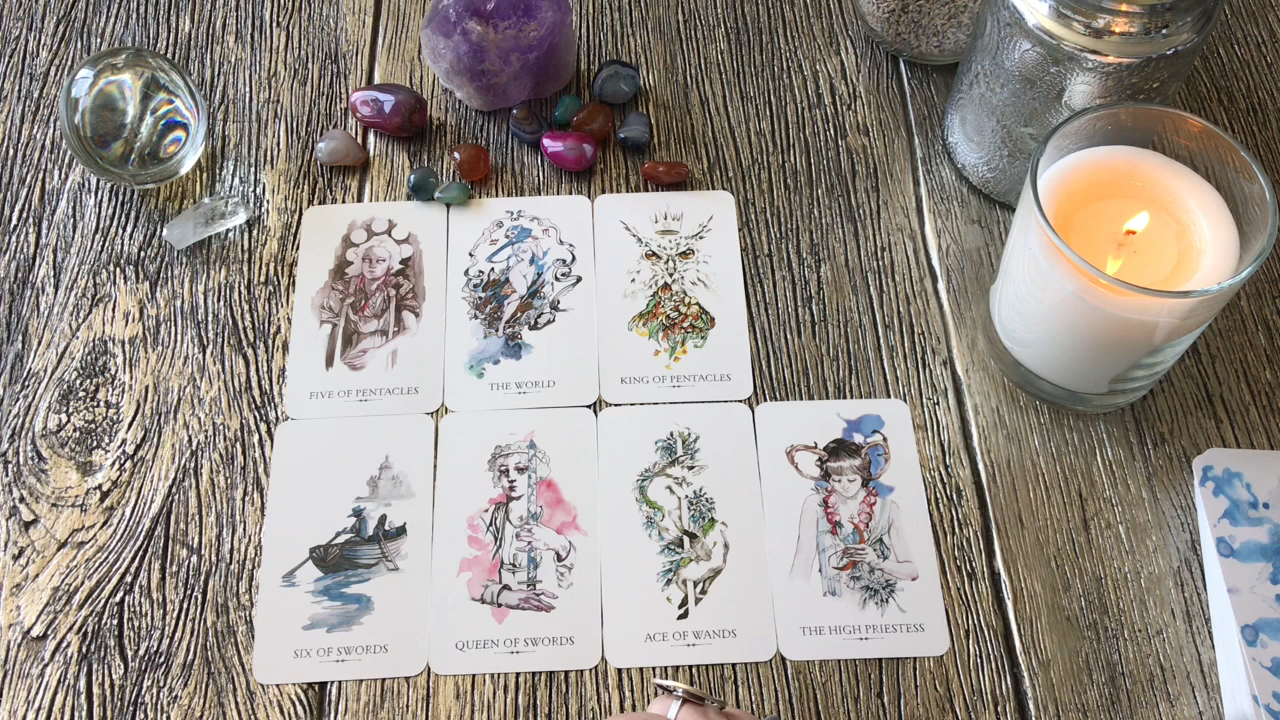 FIVE OF PENTACLES
THE WORLD
KING OF PENTACLES
SIX OF SWORDS
QUEEN OF SWORDS
ACE OF WANDS
THE HIGH PRIESTESS